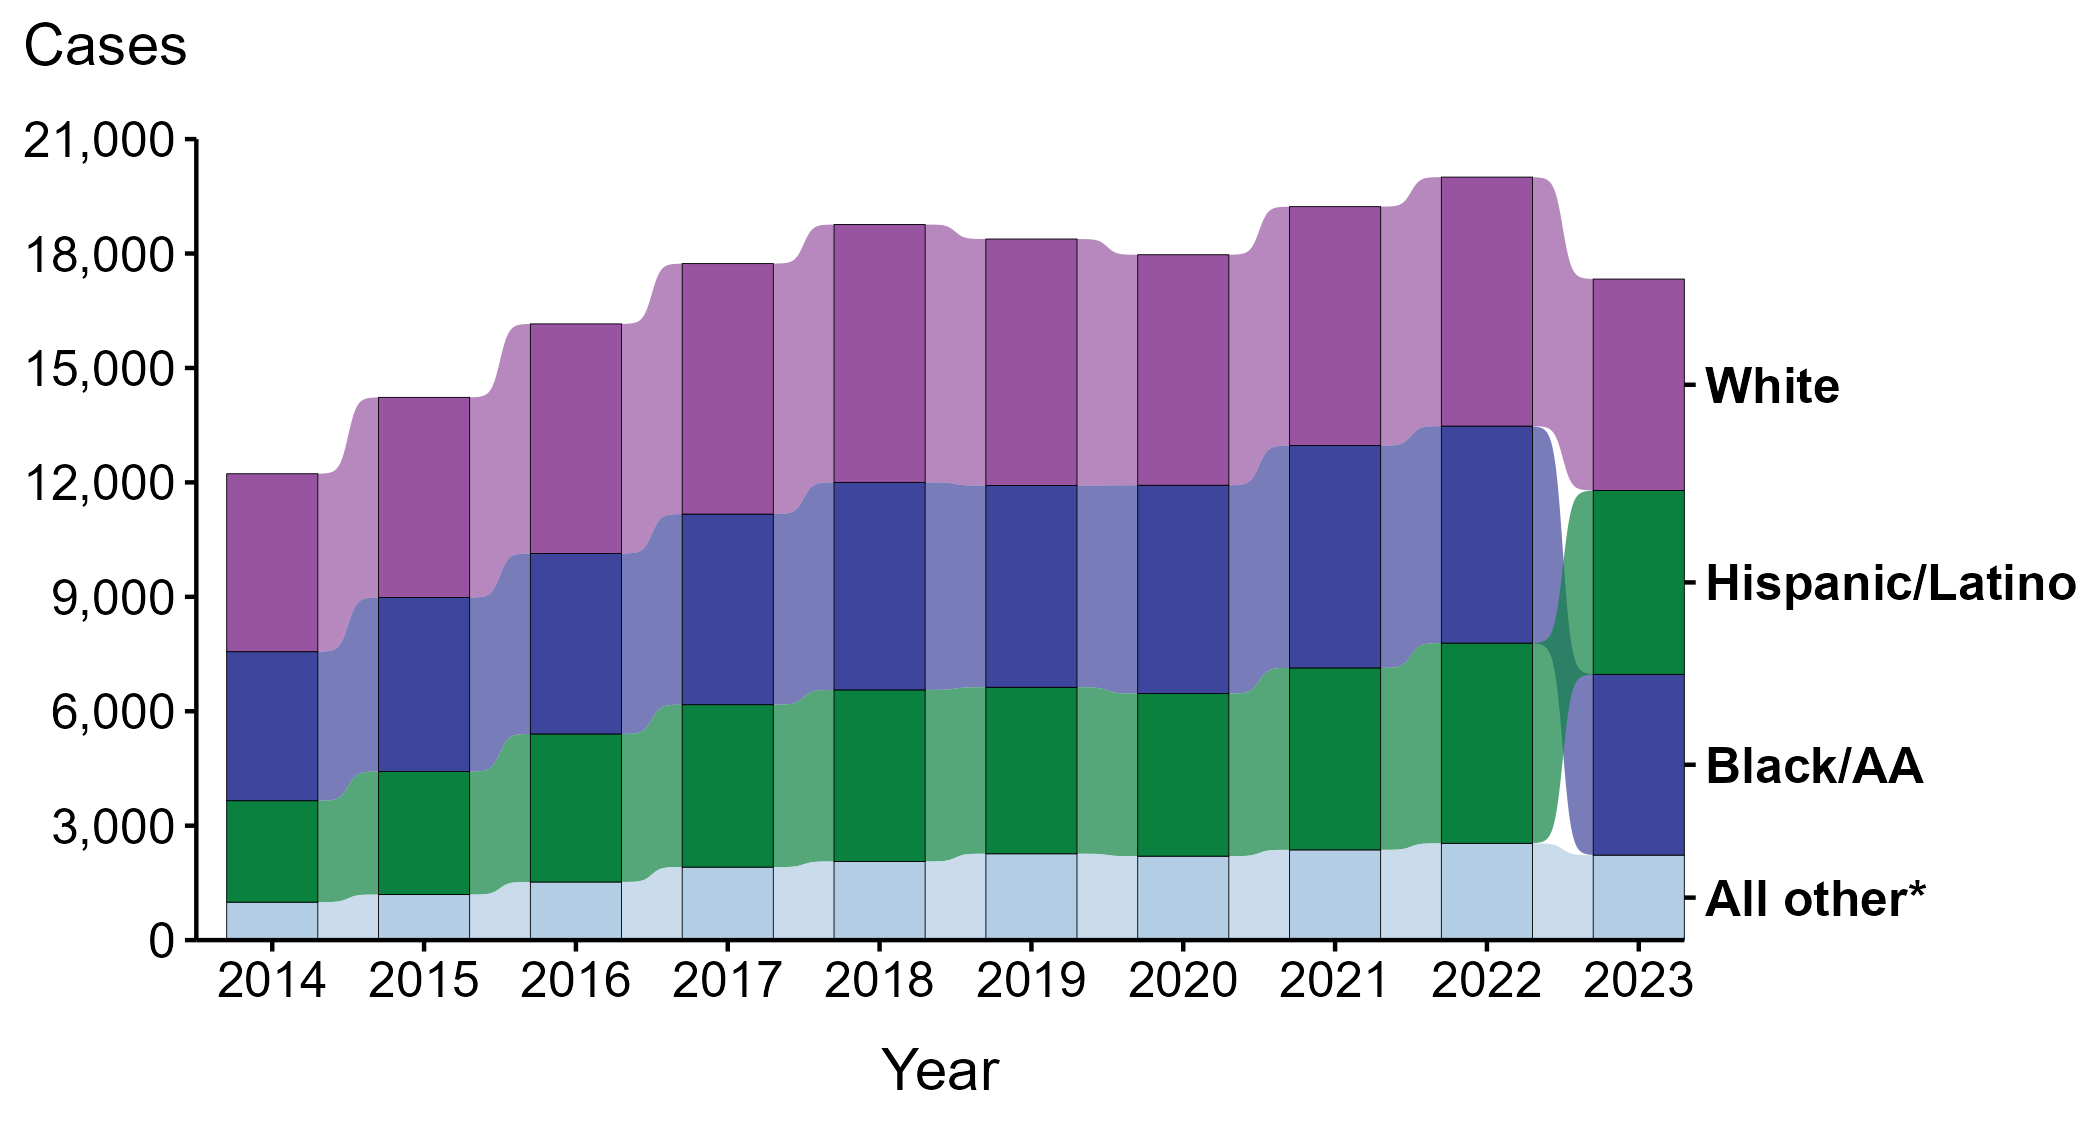 Cases
21,000
18,000
15,000
12,000
9,000
6,000
3,000
0
White
Hispanic/Latino
Black/AA
All other*
2014 2015 2016 2017 2018 2019 2020 2021 2022 2023
Year